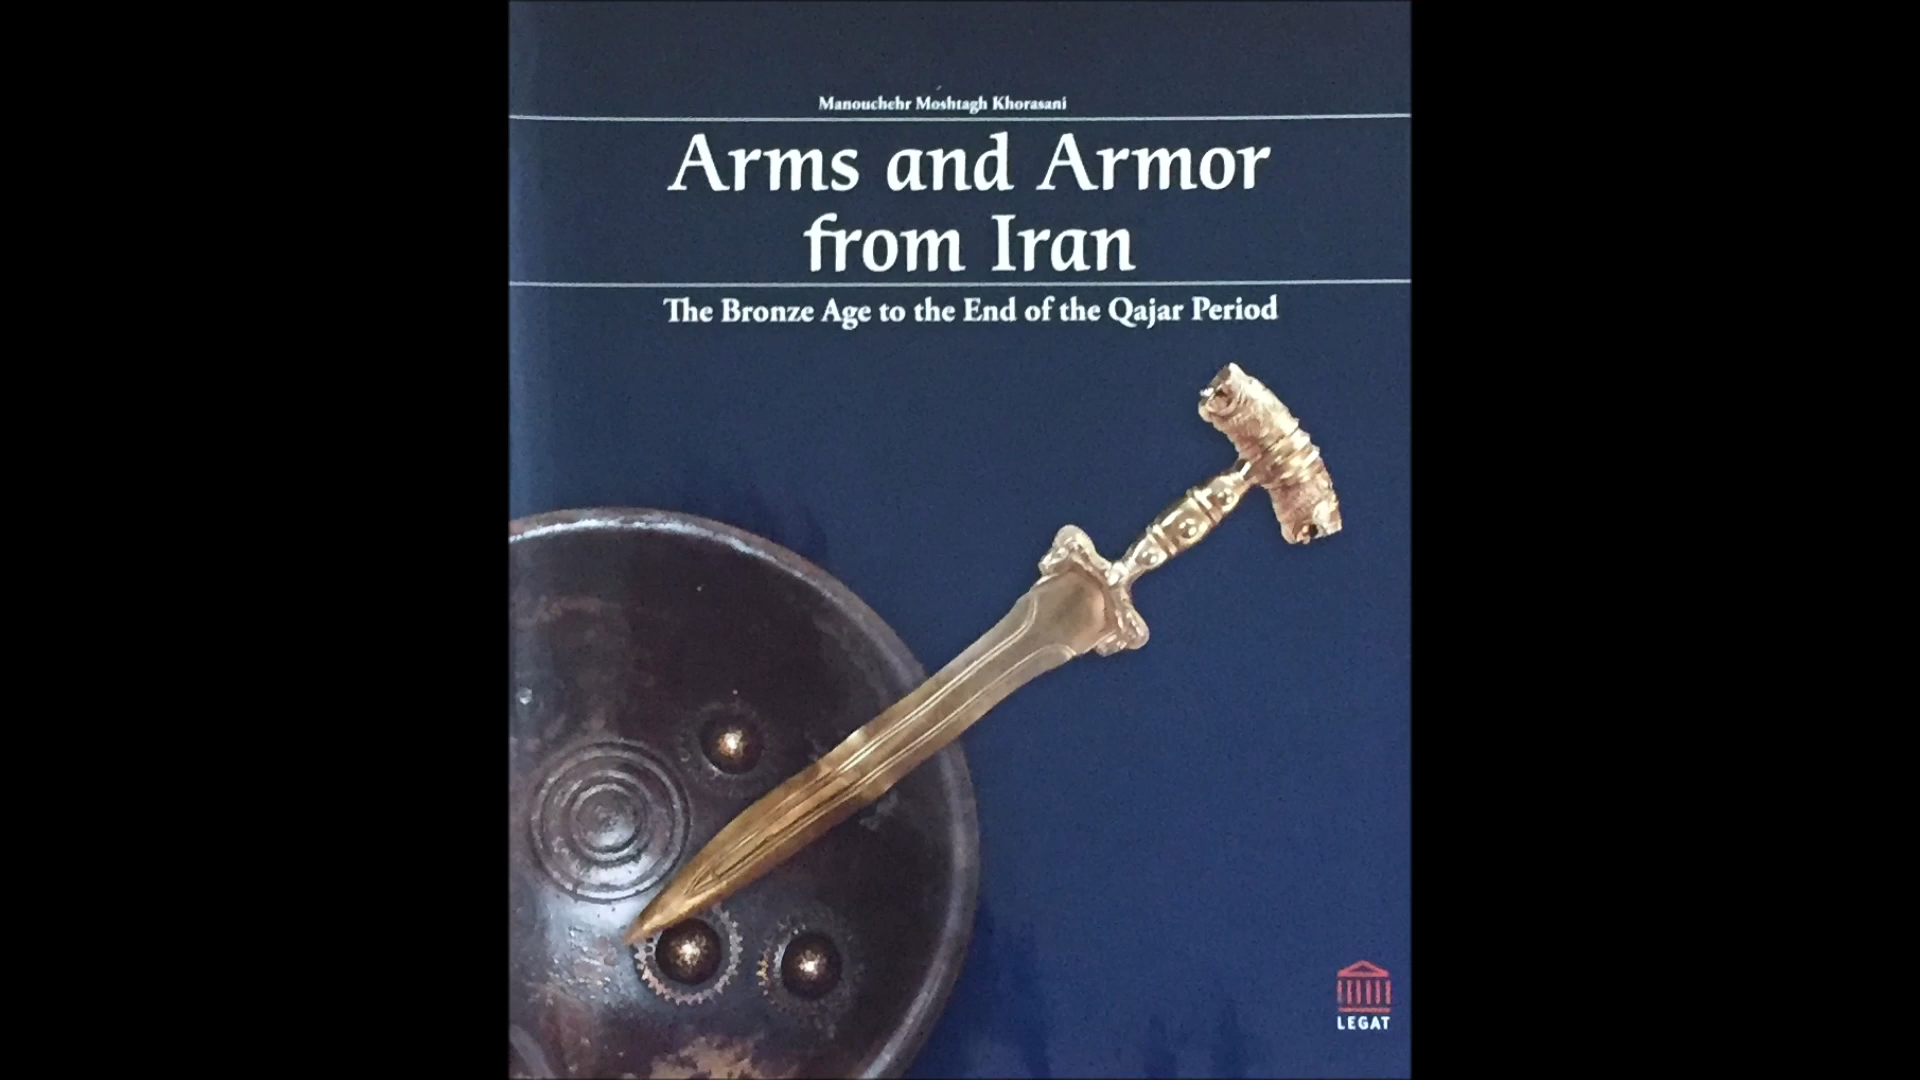 Manouchehr Moshtagh Khorasani
Arms and Armor
from Iran
The Bronze Age to the End of the Qajar Period
LEGAT